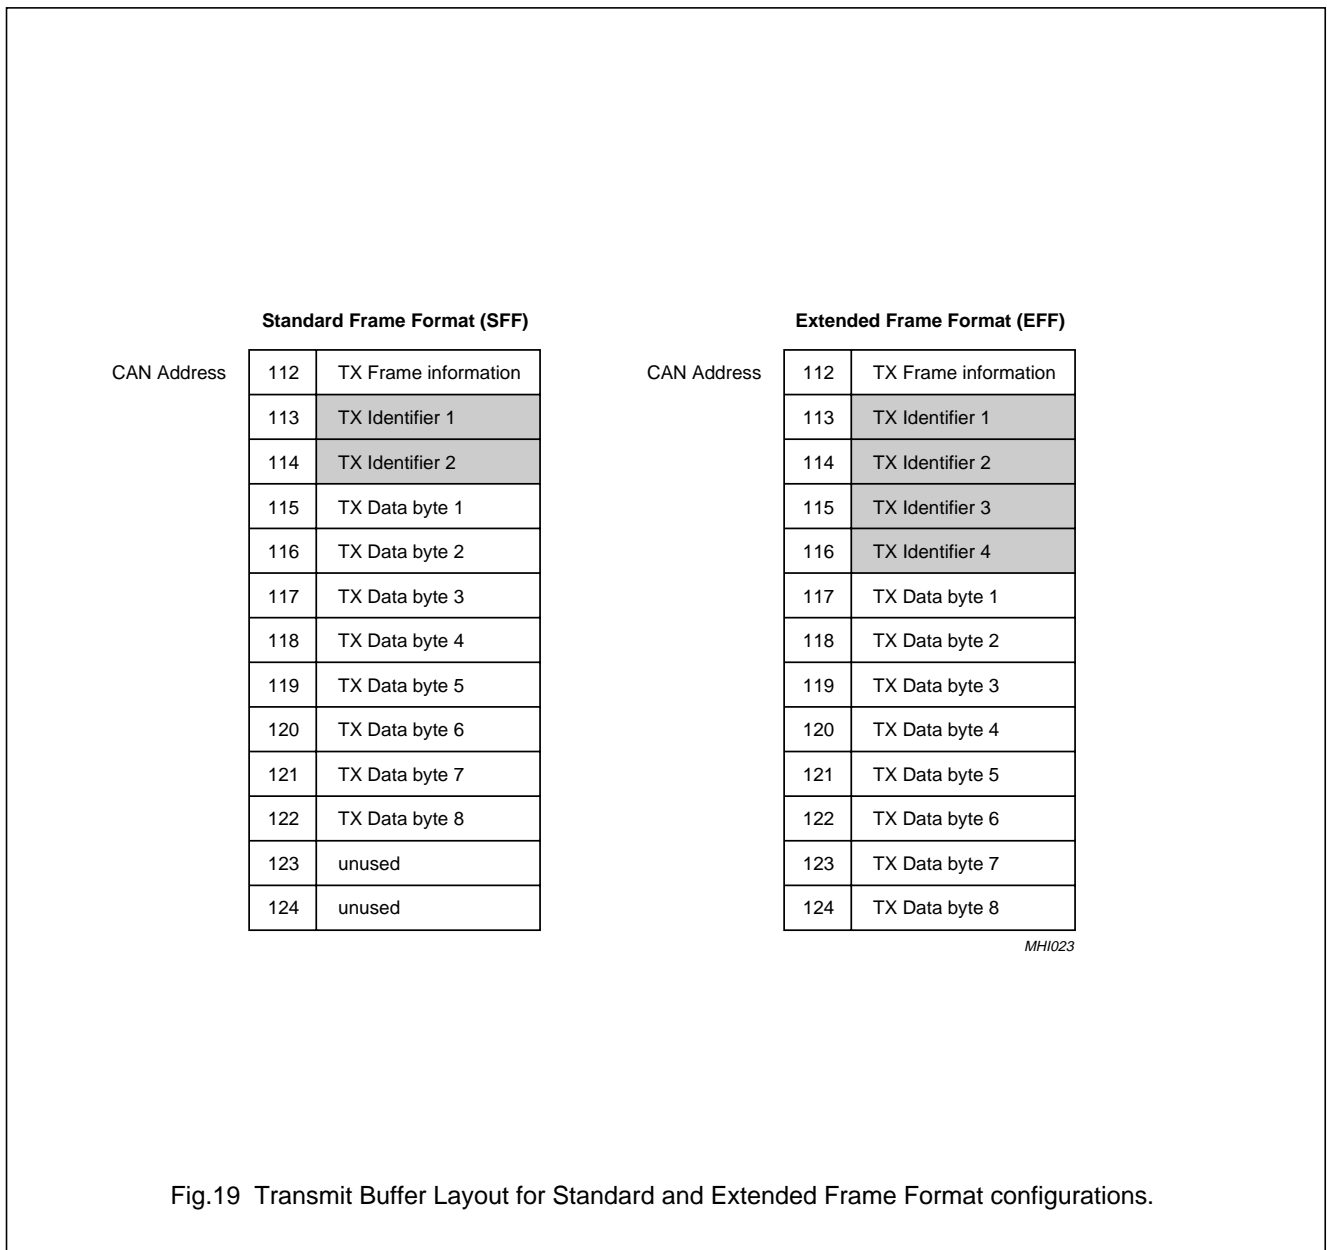 Standard Frame Format (SFF)
CAN Address 112 TX Frame information
113 TX Identifier 1
114 TX Identifier 2
115 TX Data byte 1
116 TX Data byte 2
117 TX Data byte 3
118 TX Data byte 4
119 TX Data byte 5
120 TX Data byte 6
121 TX Data byte 7
122 TX Data byte 8
123 unused
124 unused
Extended Frame Format (EFF)
CAN Address 112 TX Frame information
113 TX Identifier 1
114 TX Identifier 2
115 TX Identifier 3
116 TX Identifier 4
117 TX Data byte 1
118 TX Data byte 2
119 TX Data byte 3
120 TX Data byte 4
121 TX Data byte 5
122 TX Data byte 6
123 TX Data byte 7
124 TX Data byte 8
MHI023
Fig.19 Transmit Buffer Layout for Standard and Extended Frame Format configurations.